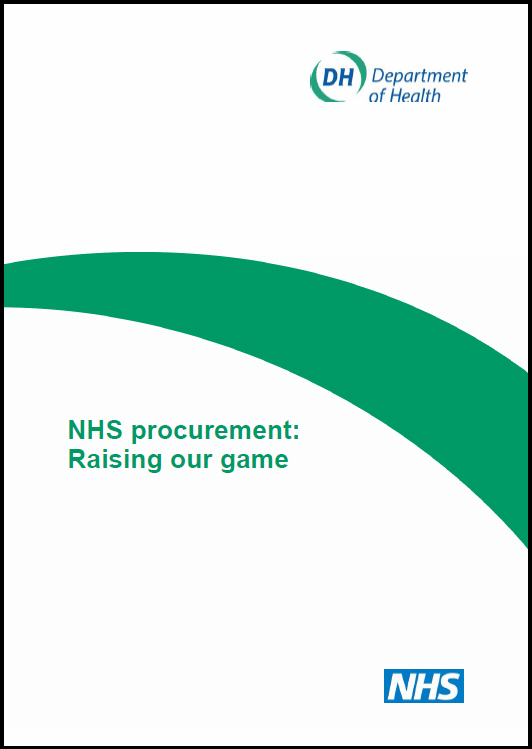 DH Department
of Health
NHS procurement:
Raising our game
NHS